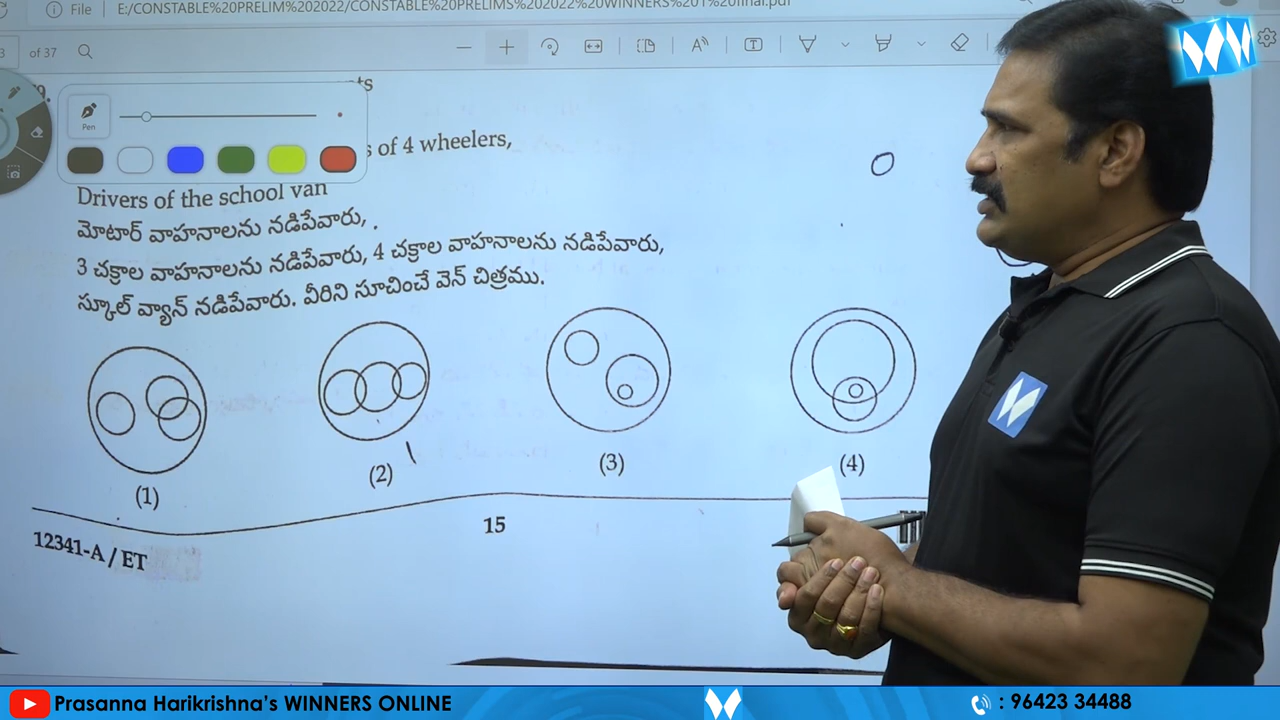 File E:/CONSTABLE%20PRELIM%202022/CONSTABLE%20PRELIMS%202022%20WINNERS%201%20final.pdf
3 of 37
Pen
of 4 wheelers,
Drivers of the school van
మోటార్ వాహనాలను నడిపేవారు,
3 చక్రాల వాహనాలను నడిపేవారు, 4 చక్రాల వాహనాలను నడిపేవారు,
స్కూల్ వ్యాన్ నడిపేవారు. వీరిని సూచించే వెన్ చిత్రము.
(1) (2) (3) (4)
15
12341-A / ET
Prasanna Harikrishna's WINNERS ONLINE : 96423 34488